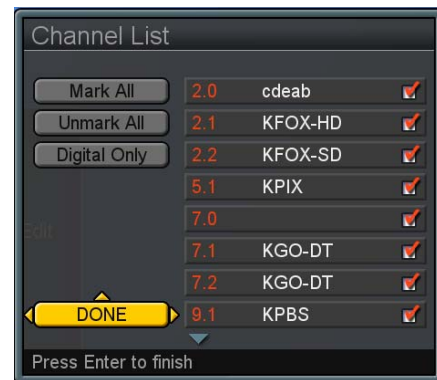 Channel List
Mark All
Unmark All
Digital Only
Edit
DONE
2.0 cdeab
2.1 KFOX-HD
2.2 KFOX-SD
5.1 KPIX
7.0
7.1 KGO-DT
7.2 KGO-DT
9.1 KPBS
Press Enter to finish